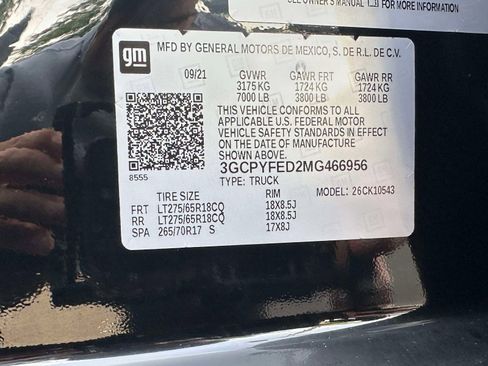 SEE OWNER'S MANUAL FOR MORE INFORMATION
gm
MFD BY GENERAL MOTORS DE MEXICO, S. DE R.L. DE C.V.
09/21 GVWR GAWR FRT GAWR RR
3175 KG 1724 KG 1724 KG
7000 LB 3800 LB 3800 LB
THIS VEHICLE CONFORMS TO ALL
APPLICABLE U.S. FEDERAL MOTOR
VEHICLE SAFETY STANDARDS IN EFFECT
ON THE DATE OF MANUFACTURE
SHOWN ABOVE.
3GCPYFED2MG466956
8555 TYPE: TRUCK MODEL: 26CK10543
TIRE SIZE RIM
FRT LT275/65R18CQ 18X8.5J
RR LT275/65R18CQ 18X8.5J
SPA 265/70R17 S 17X8J